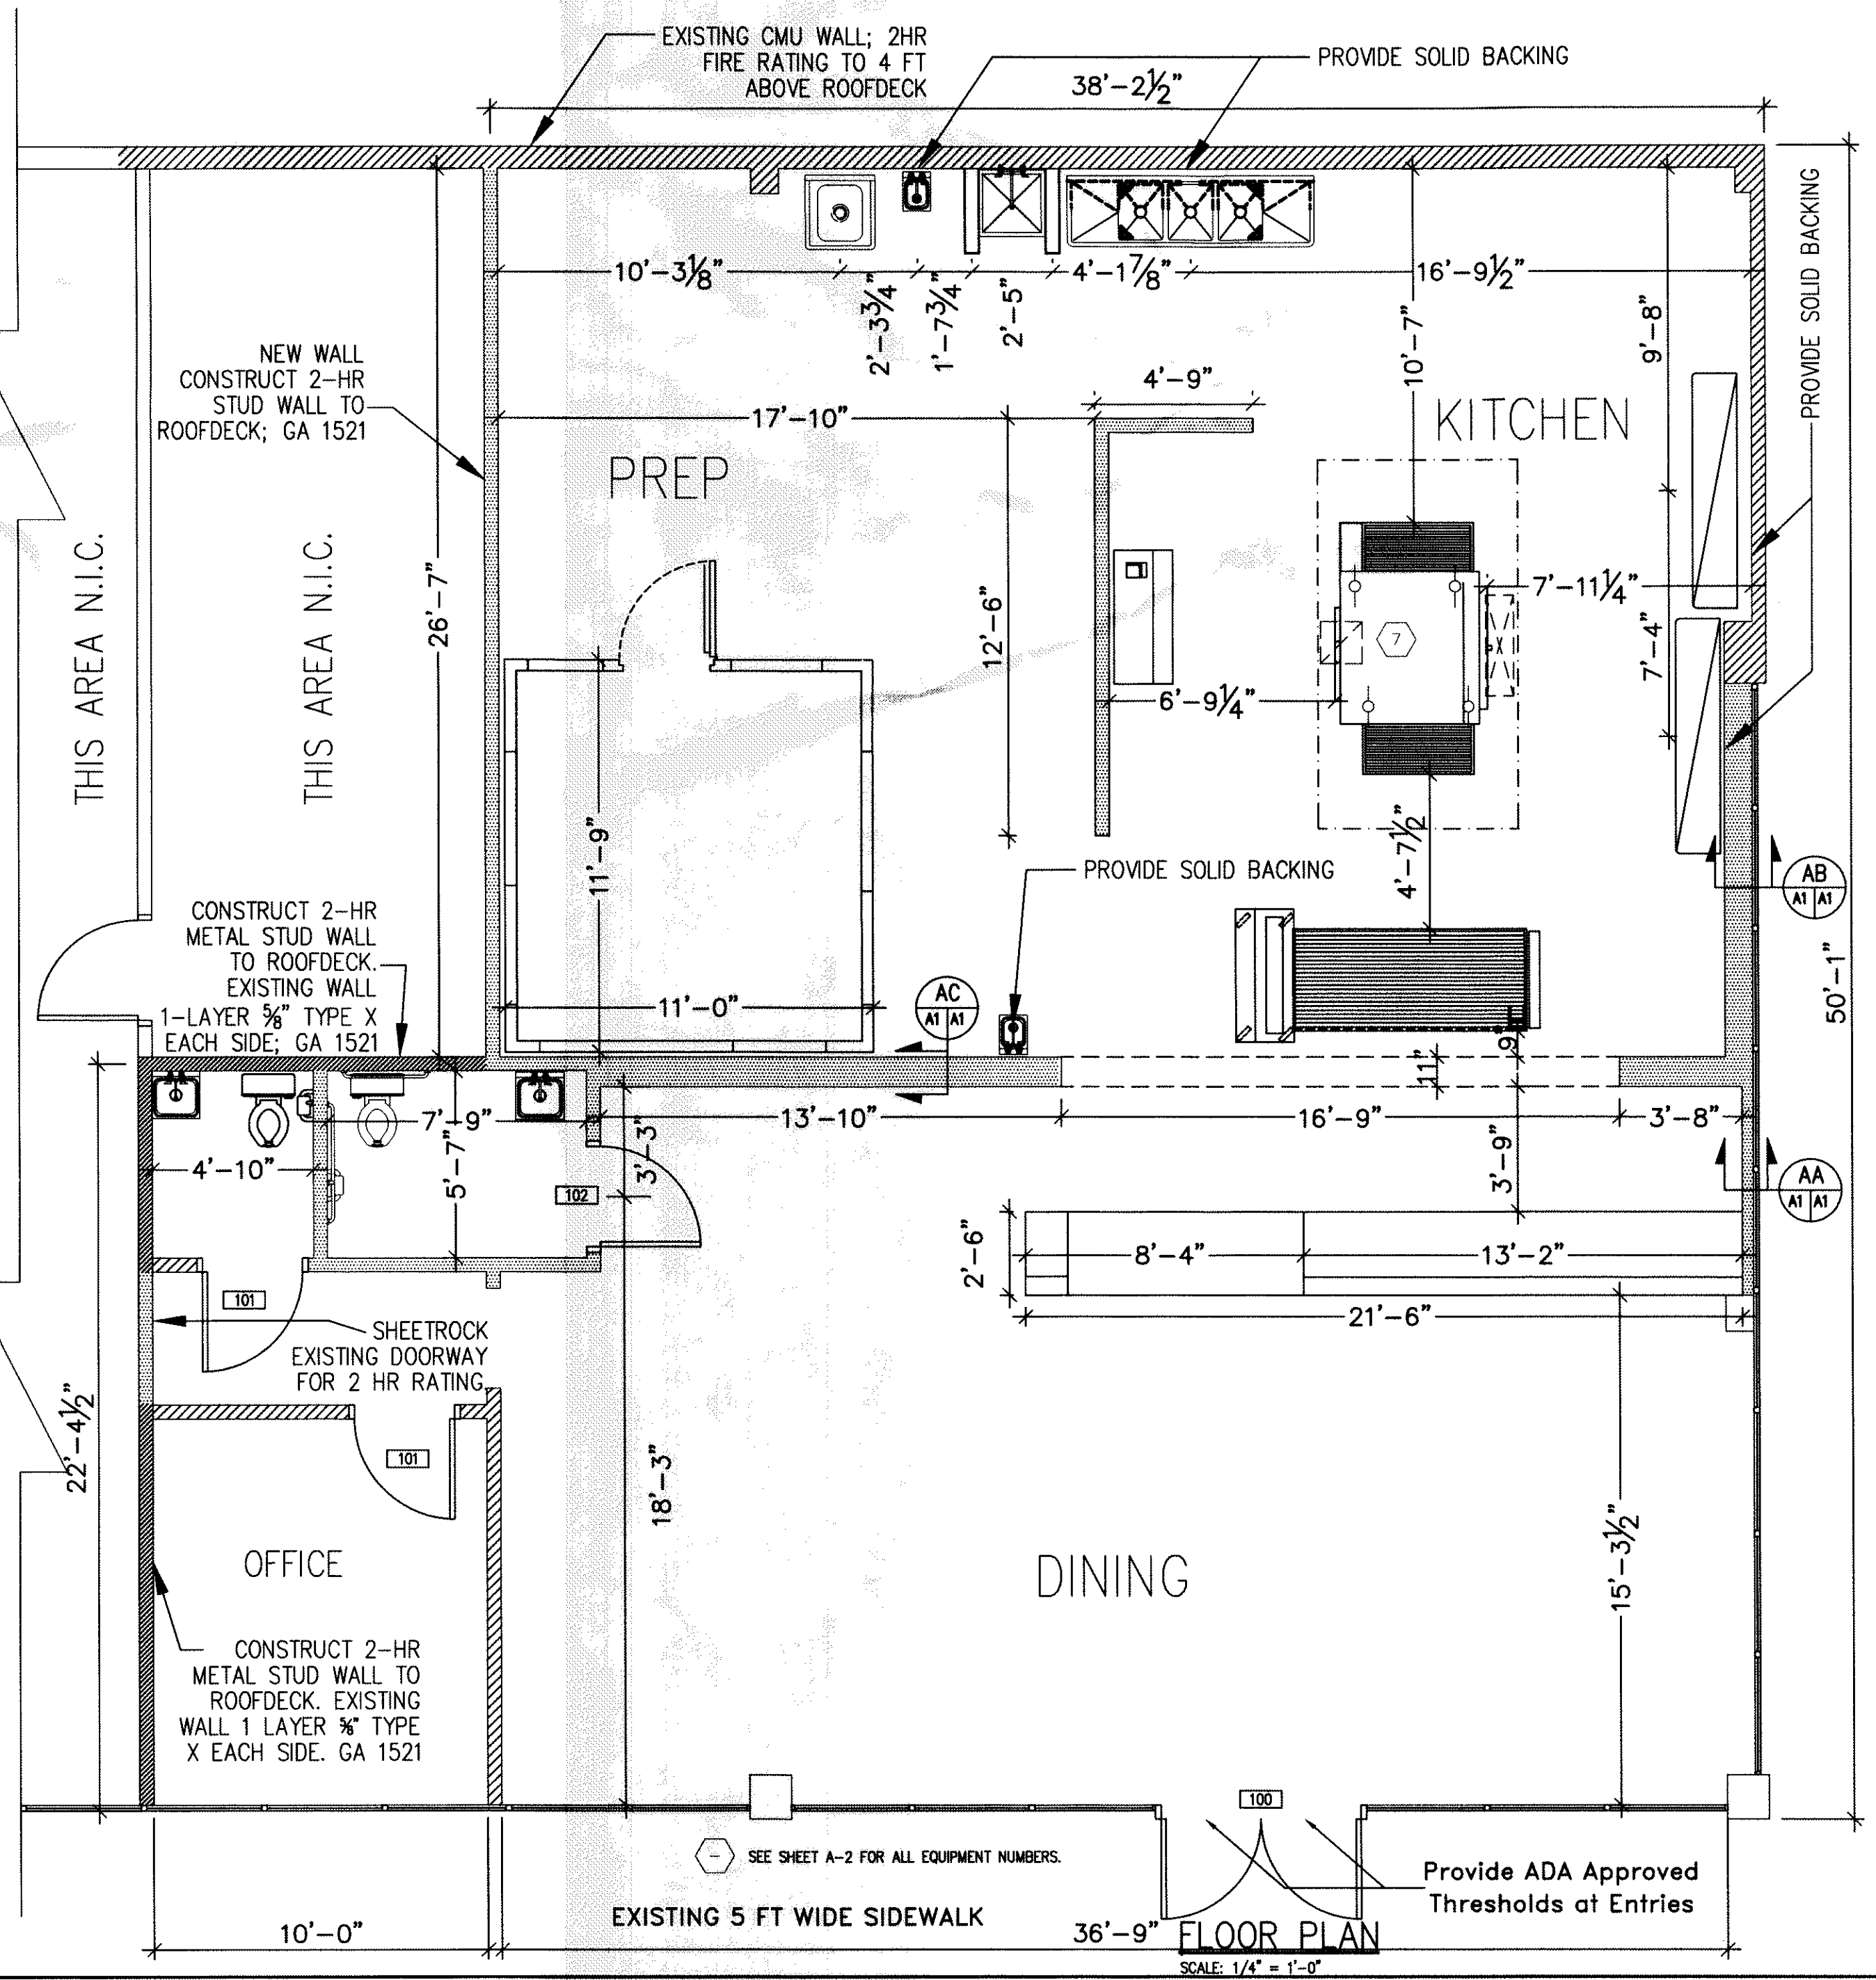 EXISTING CMU WALL; 2HR
FIRE RATING TO 4 FT
ABOVE ROOFDECK
PROVIDE SOLID BACKING
38'-2½"
10'-3⅛"
2'-3¾"
1'-7¾"
2'-5"
4'-1⅞"
16'-9½"
PROVIDE SOLID BACKING
9'-8"
10'-7"
NEW WALL
CONSTRUCT 2-HR
STUD WALL TO
ROOFDECK; GA 1521
4'-9"
17'-10"
KITCHEN
PREP
THIS AREA N.I.C.
THIS AREA N.I.C.
26'-7"
12'-6"
7'-11¼"
7
7'-4"
6'-9¼"
11'-9"
4'-7½"
PROVIDE SOLID BACKING
AB
A1 A1
CONSTRUCT 2-HR
METAL STUD WALL
TO ROOFDECK.
EXISTING WALL
1-LAYER ⅝" TYPE X
EACH SIDE; GA 1521
11'-0"
AC
A1 A1
50'-1"
9"
11"
7'-9"
13'-10"
16'-9"
3'-8"
4'-10"
5'-7"
3'-3"
3'-9"
102
AA
A1 A1
2'-6"
8'-4"
13'-2"
21'-6"
101
SHEETROCK
EXISTING DOORWAY
FOR 2 HR RATING
22'-4½"
101
18'-3"
15'-3½"
OFFICE
DINING
CONSTRUCT 2-HR
METAL STUD WALL TO
ROOFDECK. EXISTING
WALL 1 LAYER ⅝" TYPE
X EACH SIDE. GA 1521
100
- SEE SHEET A-2 FOR ALL EQUIPMENT NUMBERS.
Provide ADA Approved
Thresholds at Entries
EXISTING 5 FT WIDE SIDEWALK
10'-0"
36'-9"
FLOOR PLAN
SCALE: 1/4" = 1'-0"